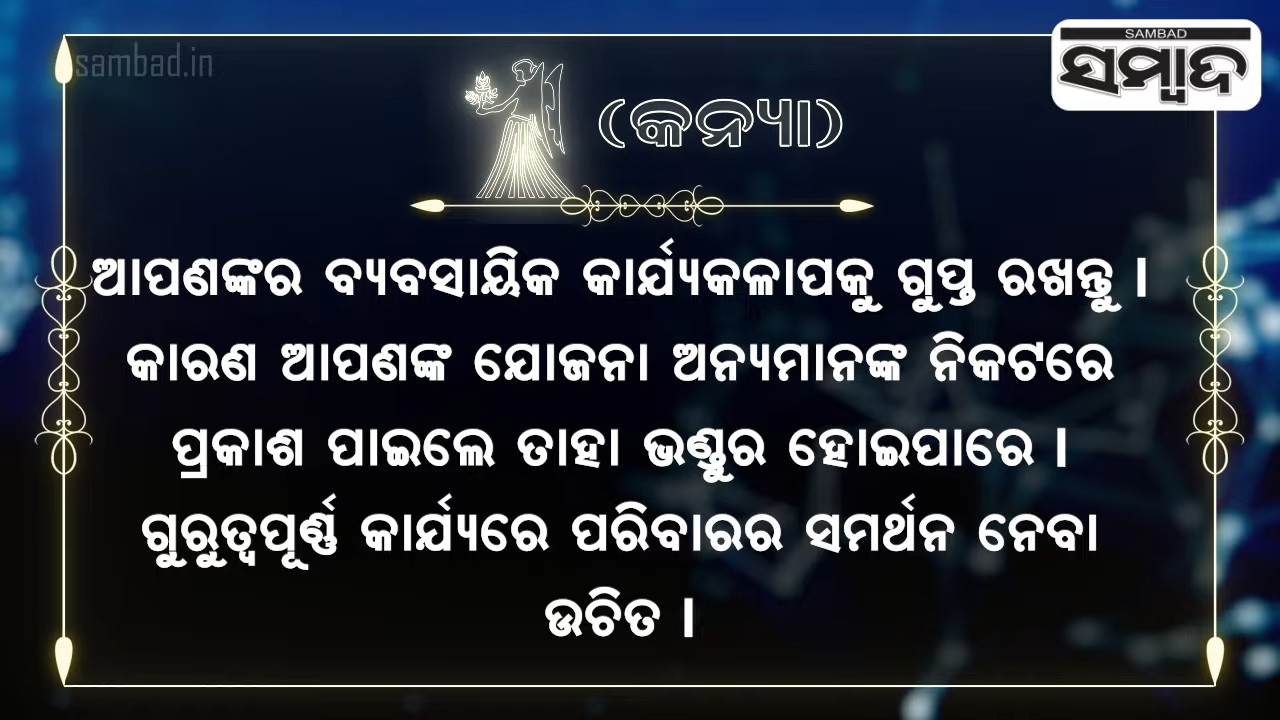 sambad.in
SAMBAD
ସମ୍ବାଦ
(କନ୍ୟା)
ଆପଣଙ୍କର ବ୍ୟବସାୟିକ କାର୍ଯ୍ୟକଳାପକୁ ଗୁପ୍ତ ରଖନ୍ତୁ ।
କାରଣ ଆପଣଙ୍କ ଯୋଜନା ଅନ୍ୟମାନଙ୍କ ନିକଟରେ
ପ୍ରକାଶ ପାଇଲେ ତାହା ଭଣ୍ଡୁର ହୋଇପାରେ ।
ଗୁରୁତ୍ୱପୂର୍ଣ୍ଣ କାର୍ଯ୍ୟରେ ପରିବାରର ସମର୍ଥନ ନେବା
ଉଚିତ ।